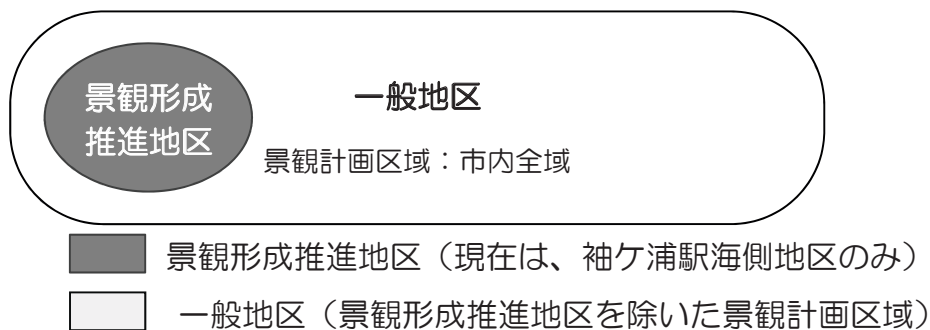 景観形成
推進地区
一般地区
景観計画区域：市内全域
景観形成推進地区（現在は、袖ケ浦駅海側地区のみ）
一般地区（景観形成推進地区を除いた景観計画区域）